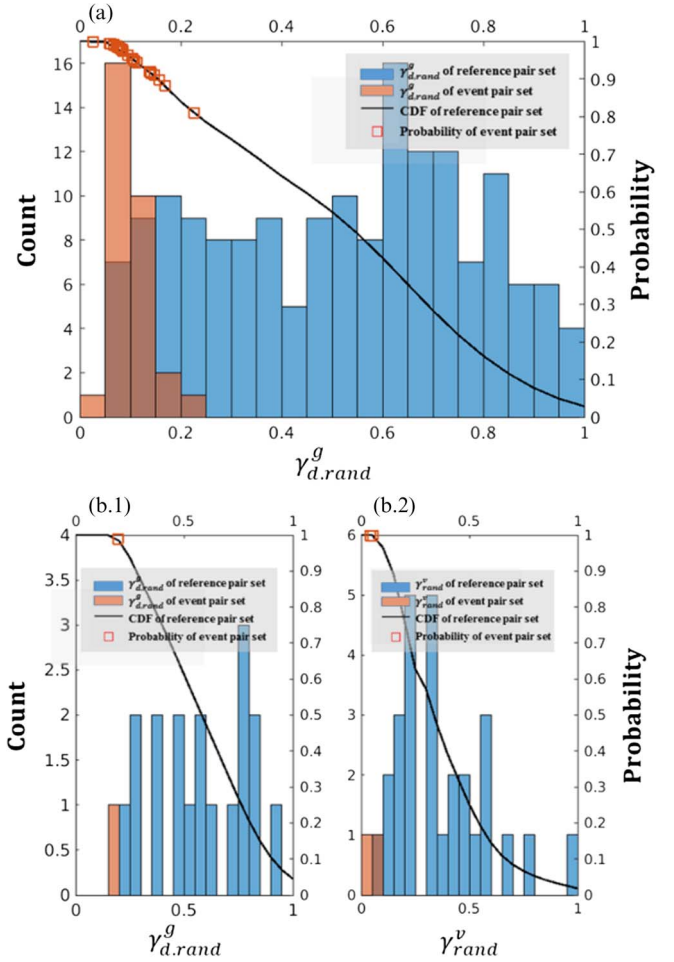 (a)
0 0.2 0.4 0.6 0.8 1
16 14 12 10 8 6 4 2 0
Count
γ^g_{d.rand} of reference pair set
γ^g_{d.rand} of event pair set
CDF of reference pair set
Probability of event pair set
1 0.9 0.8 0.7 0.6 0.5 0.4 0.3 0.2 0.1 0
Probability
0 0.2 0.4 0.6 0.8 1
γ^g_{d.rand}
(b.1)
0 0.5 1
4 3.5 3 2.5 2 1.5 1 0.5 0
Count
γ^g_{d.rand} of reference pair set
γ^g_{d.rand} of event pair set
CDF of reference pair set
Probability of event pair set
1 0.9 0.8 0.7 0.6 0.5 0.4 0.3 0.2 0.1 0
0 0.5 1
γ^g_{d.rand}
(b.2)
0 0.5 1
6 5 4 3 2 1 0
γ^v_{rand} of reference pair set
γ^v_{rand} of event pair set
CDF of reference pair set
Probability of event pair set
1 0.9 0.8 0.7 0.6 0.5 0.4 0.3 0.2 0.1 0
Probability
0 0.5 1
γ^v_{rand}